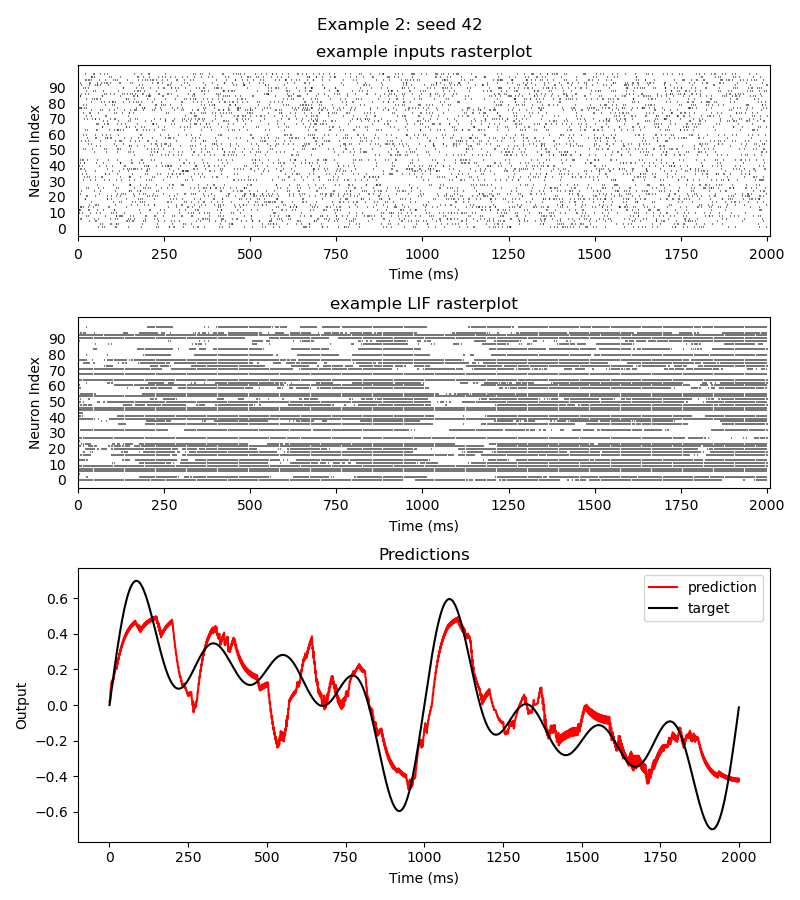 Example 2: seed 42
example inputs rasterplot
90
80
70
60
50
40
30
20
10
0
Neuron Index
0 250 500 750 1000 1250 1500 1750 2000
Time (ms)
example LIF rasterplot
90
80
70
60
50
40
30
20
10
0
Neuron Index
0 250 500 750 1000 1250 1500 1750 2000
Time (ms)
Predictions
prediction
target
0.6
0.4
0.2
0.0
−0.2
−0.4
−0.6
Output
0 250 500 750 1000 1250 1500 1750 2000
Time (ms)